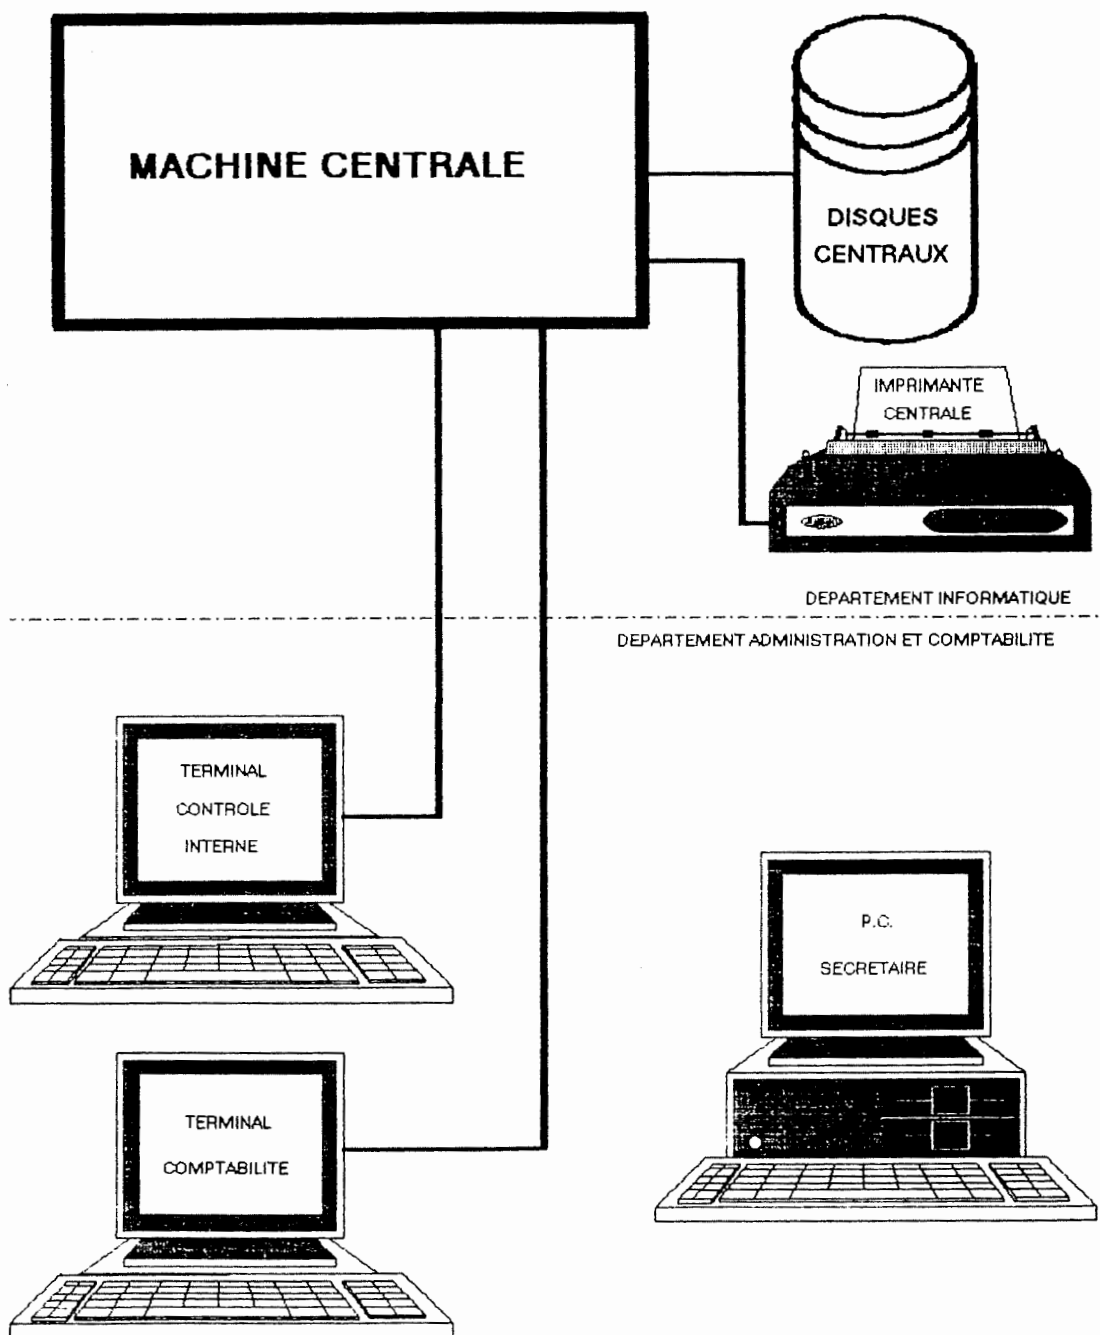 MACHINE CENTRALE
DISQUES
CENTRAUX
IMPRIMANTE
CENTRALE
DEPARTEMENT INFORMATIQUE
DEPARTEMENT ADMINISTRATION ET COMPTABILITE
TERMINAL
CONTROLE
INTERNE
P.C.
SECRETAIRE
TERMINAL
COMPTABILITE